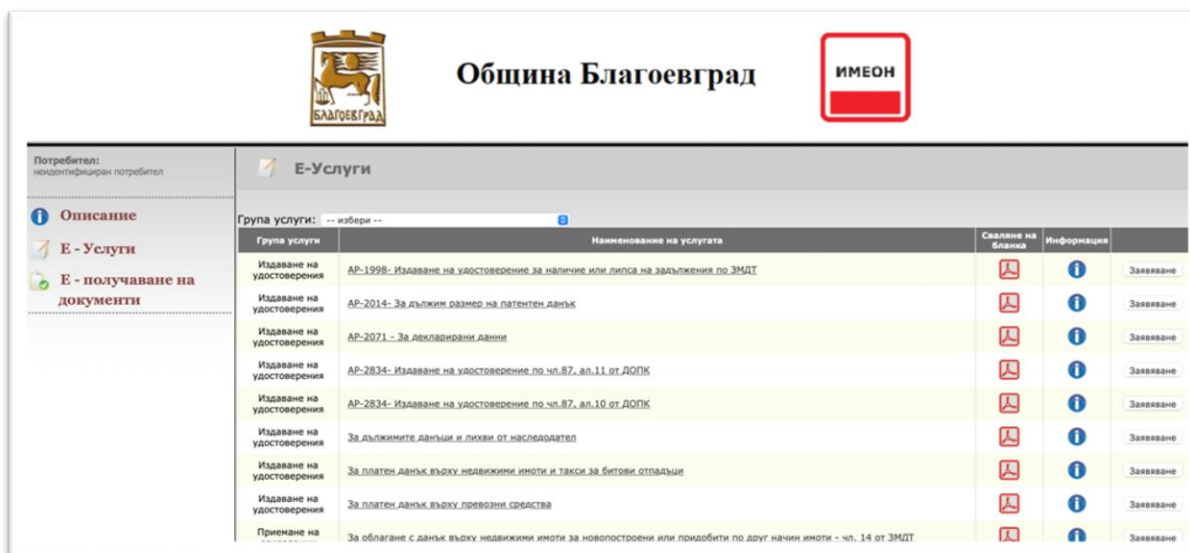 БЛАГОЕВГРАД
Община Благоевград
ИМЕОН
Потребител:
неидентифициран потребител
Описание
Е - Услуги
Е - получаване на
документи
Е-Услуги
Група услуги: -- избери --
Група услуги Наименование на услугата Сваляне на бланка Информация
Издаване на удостоверения АР-1998- Издаване на удостоверение за наличие или липса на задължения по ЗМДТ Заявяване
Издаване на удостоверения АР-2014- За дължим размер на патентен данък Заявяване
Издаване на удостоверения АР-2071 - За декларирани данни Заявяване
Издаване на удостоверения АР-2834- Издаване на удостоверение по чл.87, ал.11 от ДОПК Заявяване
Издаване на удостоверения АР-2834- Издаване на удостоверение по чл.87, ал.10 от ДОПК Заявяване
Издаване на удостоверения За дължимите данъци и лихви от наследодател Заявяване
Издаване на удостоверения За платен данък върху недвижими имоти и такси за битови отпадъци Заявяване
Издаване на удостоверения За платен данък върху превозни средства Заявяване
Приемане на За облагане с данък върху недвижими имоти за новопостроени или придобити по друг начин имоти - чл. 14 от ЗМДТ Заявяване